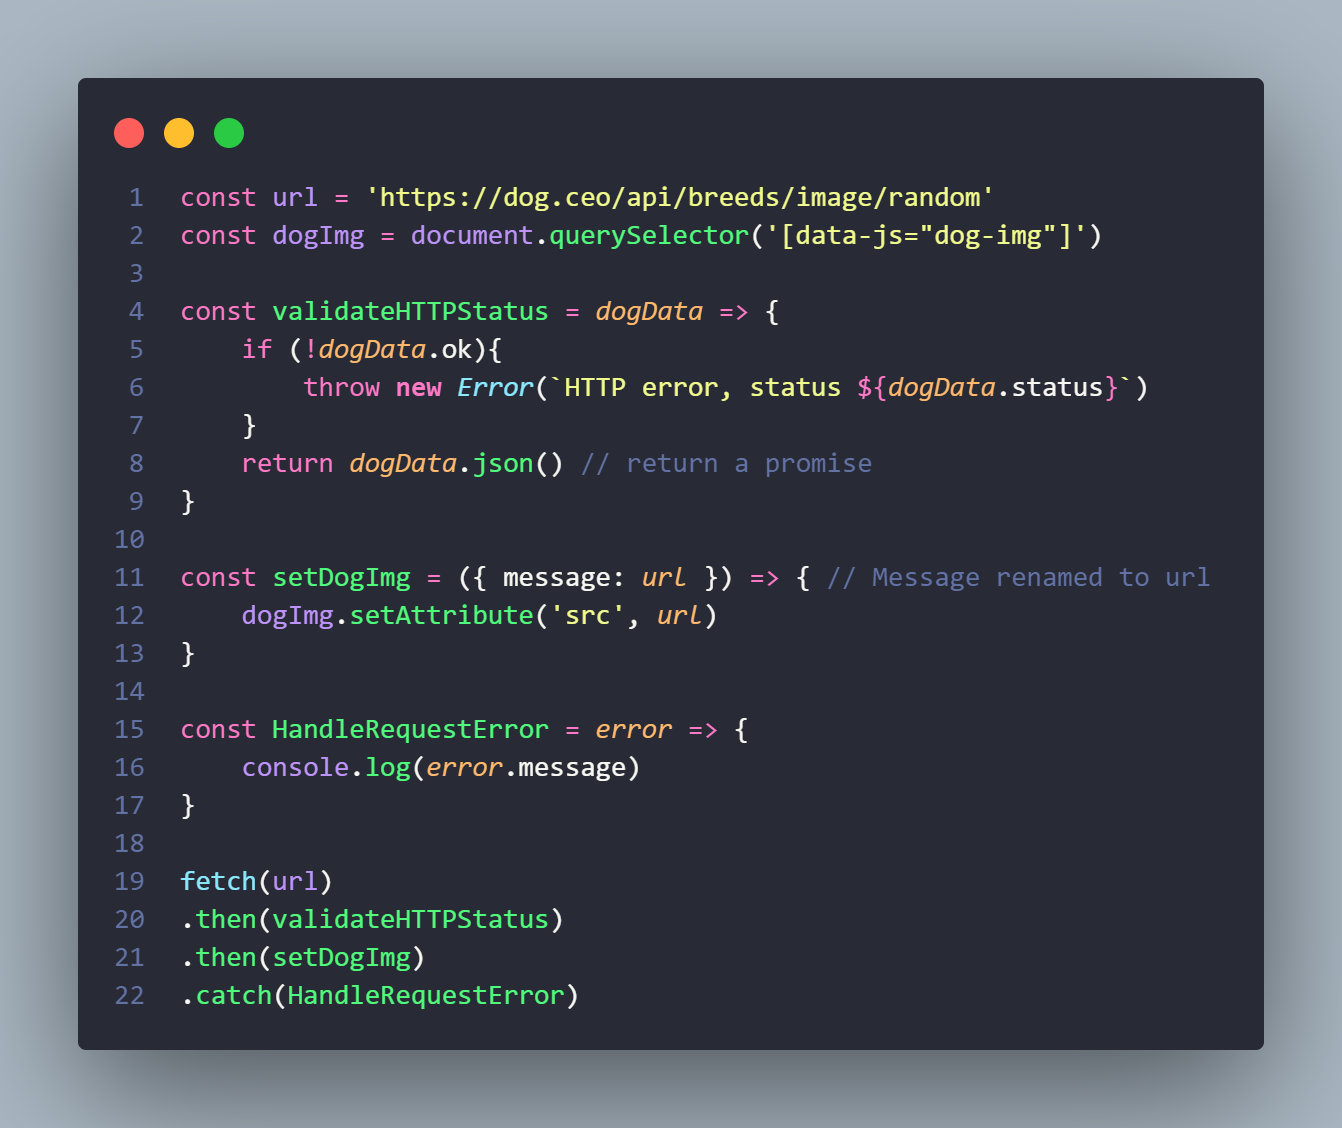 1 const url = 'https://dog.ceo/api/breeds/image/random'
2 const dogImg = document.querySelector('[data-js="dog-img"]')
3
4 const validateHTTPStatus = dogData => {
5     if (!dogData.ok){
6         throw new Error(`HTTP error, status ${dogData.status}`)
7     }
8     return dogData.json() // return a promise
9 }
10
11 const setDogImg = ({ message: url }) => { // Message renamed to url
12     dogImg.setAttribute('src', url)
13 }
14
15 const HandleRequestError = error => {
16     console.log(error.message)
17 }
18
19 fetch(url)
20 .then(validateHTTPStatus)
21 .then(setDogImg)
22 .catch(HandleRequestError)